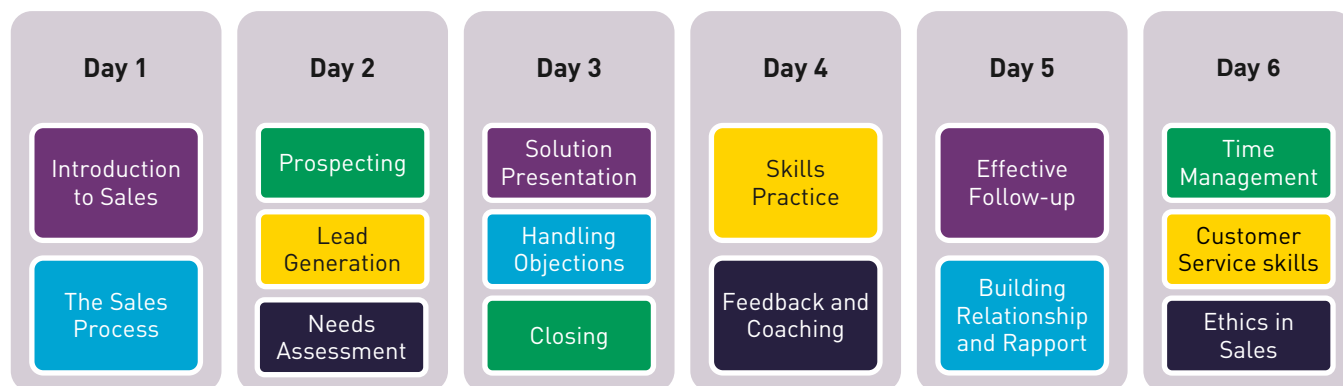 Day 1
Introduction
to Sales
The Sales
Process
Day 2
Prospecting
Lead
Generation
Needs
Assessment
Day 3
Solution
Presentation
Handling
Objections
Closing
Day 4
Skills
Practice
Feedback and
Coaching
Day 5
Effective
Follow-up
Building
Relationship
and Rapport
Day 6
Time
Management
Customer
Service skills
Ethics in
Sales